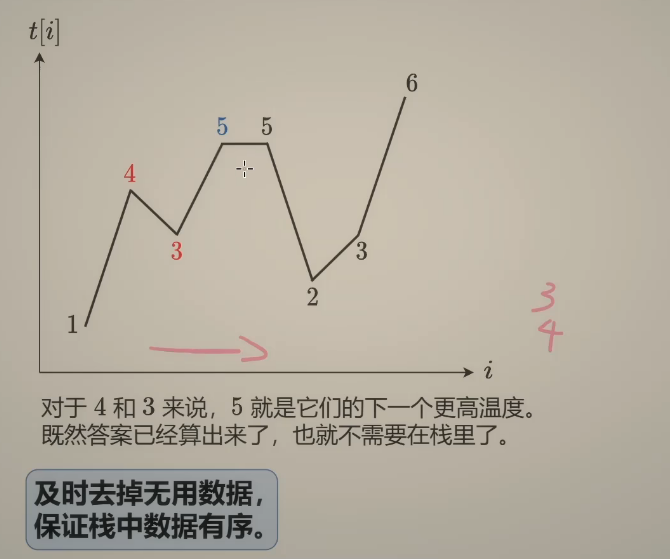 t[i]
6
5 5
4
3
3
2
1
3
4
i
对于 4 和 3 来说，5 就是它们的下一个更高温度。
既然答案已经算出来了，也就不需要在栈里了。
及时去掉无用数据，
保证栈中数据有序。